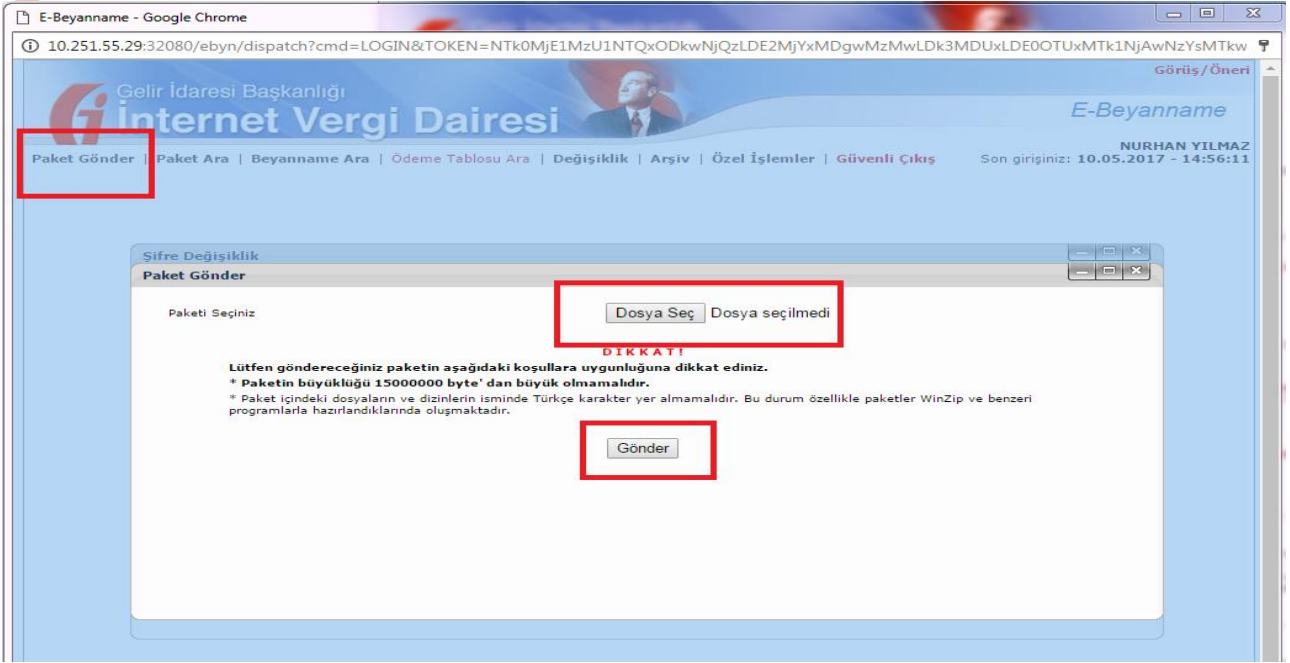 E-Beyanname - Google Chrome
10.251.55.29:32080/ebyn/dispatch?cmd=LOGIN&TOKEN=NTk0MjE1MzU1NTQxODkwNjQzLDE2MjYxMDgwMzMwLDk3MDUxLDE0OTUxMTk1NjAwNzYsMTkw
Görüş/Öneri
Gelir İdaresi Başkanlığı
İnternet Vergi Dairesi
E-Beyanname
NURHAN YILMAZ
Paket Gönder | Paket Ara | Beyanname Ara | Ödeme Tablosu Ara | Değişiklik | Arşiv | Özel İşlemler | Güvenli Çıkış
Son girişiniz: 10.05.2017 - 14:56:11
Şifre Değişiklik
Paket Gönder
Paketi Seçiniz
Dosya Seç Dosya seçilmedi
DİKKAT!
Lütfen göndereceğiniz paketin aşağıdaki koşullara uygunluğuna dikkat ediniz.
* Paketin büyüklüğü 15000000 byte' dan büyük olmamalıdır.
* Paket içindeki dosyaların ve dizinlerin isminde Türkçe karakter yer almamalıdır. Bu durum özellikle paketler WinZip ve benzeri
programlarla hazırlandıklarında oluşmaktadır.
Gönder